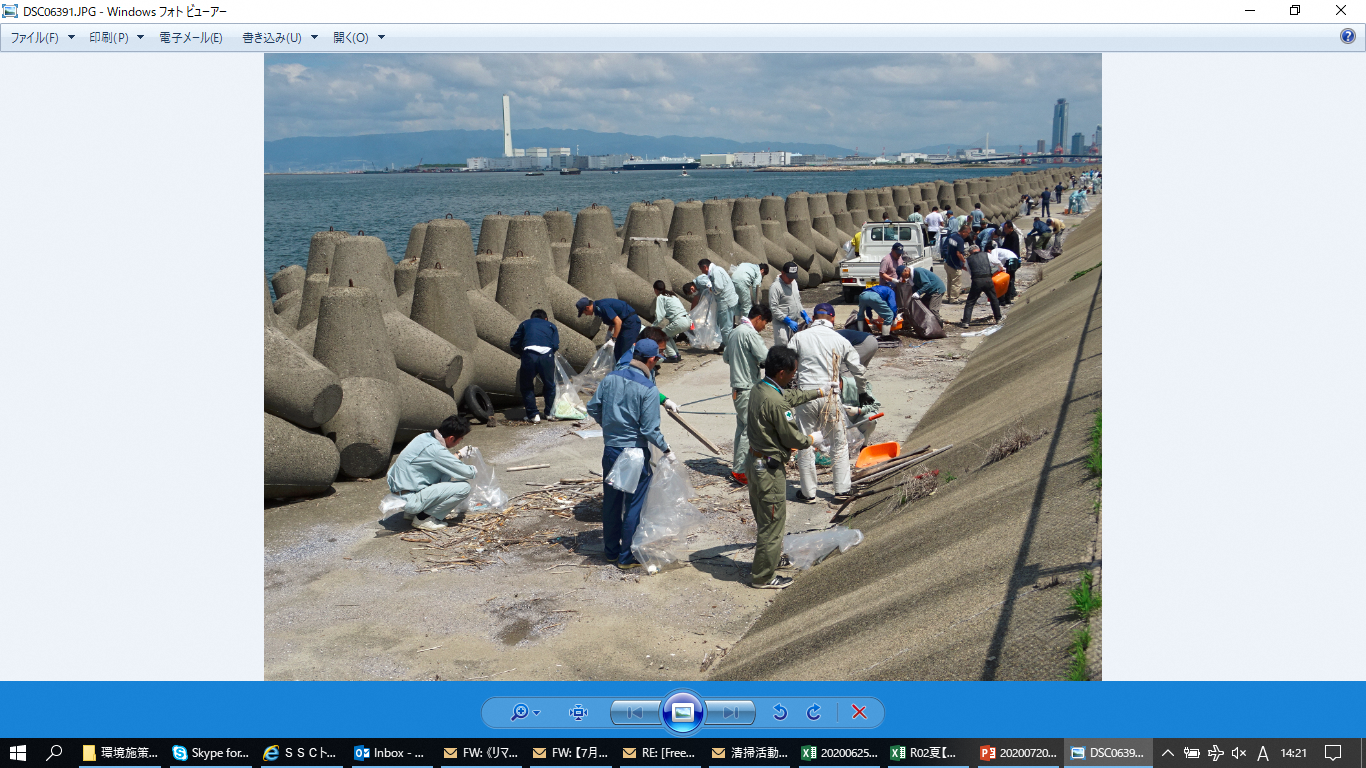 DSC06391.JPG - Windows フォト ビューアー
ファイル(F) 印刷(P) 電子メール(E) 書き込み(U) 開く(O)
環境施策... Skype for... ＳＳＣト... Inbox - ... FW:《リマ... FW:【7月... RE: [Free... 清掃活動... 20200625... R02夏【... 20200720... DSC0639... A 14:21